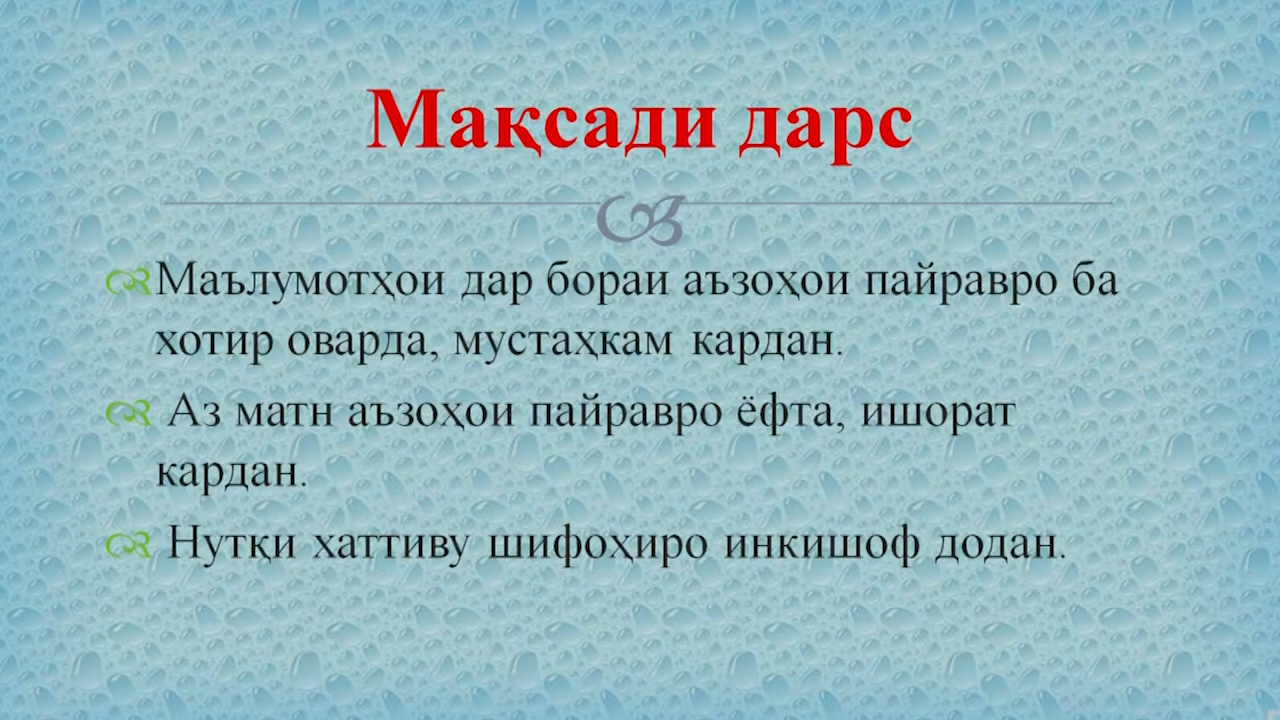 Мақсади дарс
Маълумотҳои дар бораи аъзоҳои пайравро ба
хотир оварда, мустаҳкам кардан.
Аз матн аъзоҳои пайравро ёфта, ишорат
кардан.
Нутқи хаттиву шифоҳиро инкишоф додан.